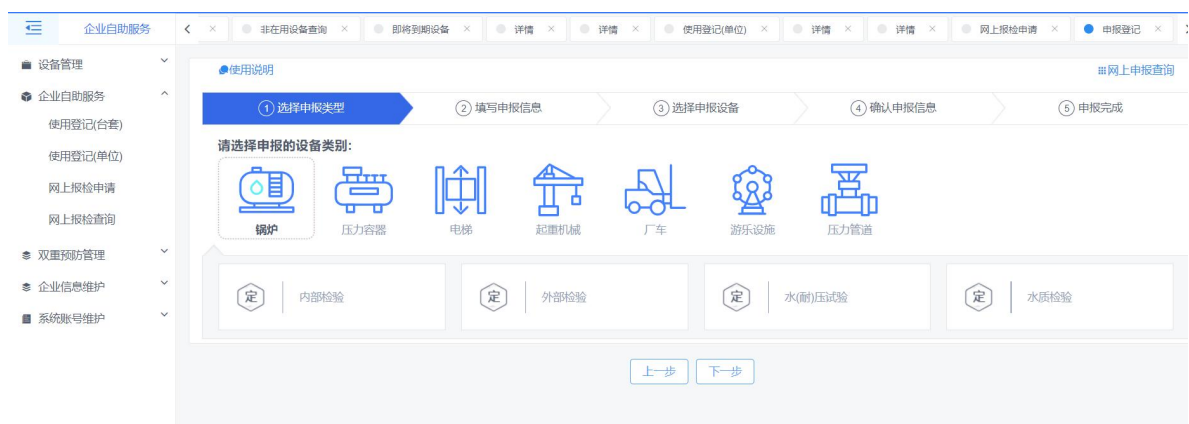 企业自助服务
非在用设备查询 × 即将到期设备 × 详情 × 详情 × 使用登记(单位) × 详情 × 详情 × 网上报检申请 × 申报登记 ×
设备管理
企业自助服务
使用登记(台套)
使用登记(单位)
网上报检申请
网上报检查询
双重预防管理
企业信息维护
系统账号维护
使用说明
网上申报查询
1 选择申报类型
2 填写申报信息
3 选择申报设备
4 确认申报信息
5 申报完成
请选择申报的设备类别:
锅炉 压力容器 电梯 起重机械 厂车 游乐设施 压力管道
定 内部检验
定 外部检验
定 水(耐)压试验
定 水质检验
上一步 下一步